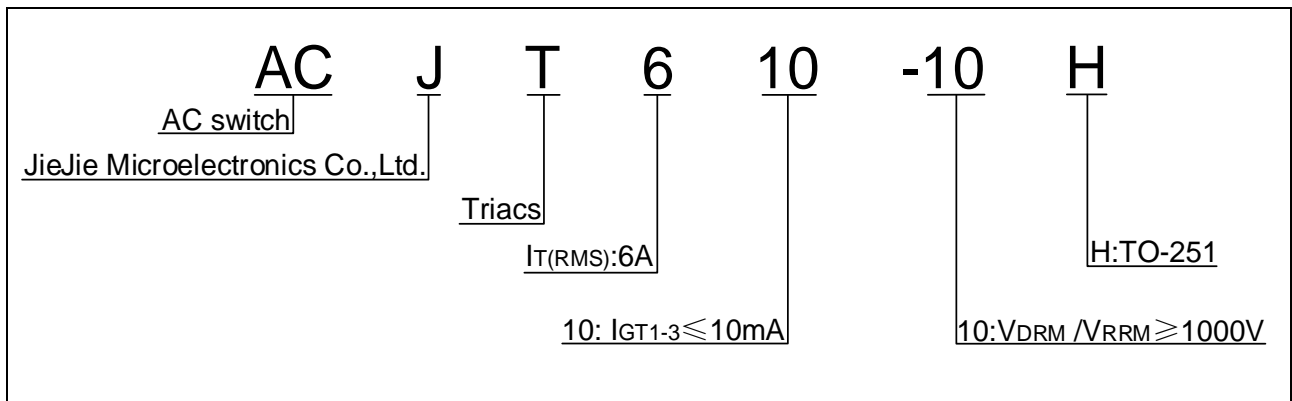 AC J T 6 10 -10 H
AC switch
JieJie Microelectronics Co.,Ltd.
Triacs
IT(RMS):6A
H:TO-251
10: IGT1-3≤10mA
10:VDRM /VRRM≥1000V